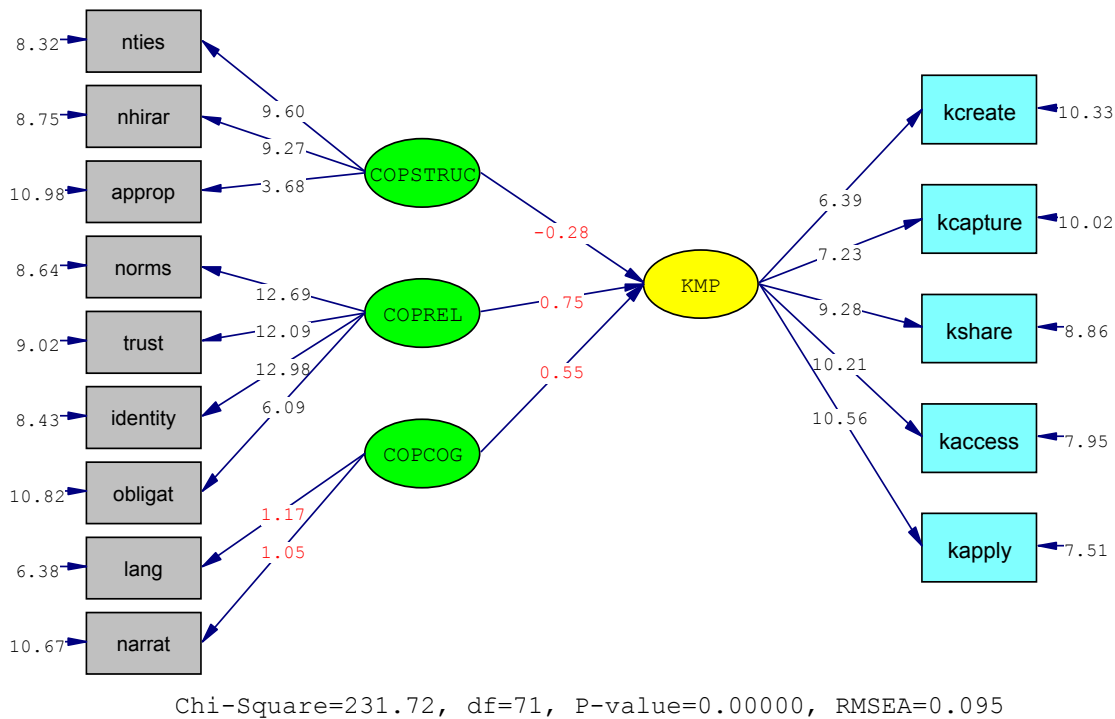 8.32 nties
8.75 nhirar
10.98 approp
8.64 norms
9.02 trust
8.43 identity
10.82 obligat
6.38 lang
10.67 narrat
9.60
9.27
3.68
12.69
12.09
12.98
6.09
1.17
1.05
COPSTRUC
COPREL
COPCOG
-0.28
0.75
0.55
KMP
6.39
7.23
9.28
10.21
10.56
kcreate 10.33
kcapture 10.02
kshare 8.86
kaccess 7.95
kapply 7.51
Chi-Square=231.72, df=71, P-value=0.00000, RMSEA=0.095